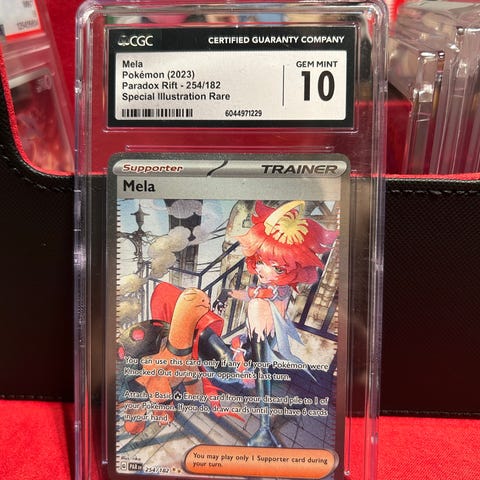 CGC
CERTIFIED GUARANTY COMPANY
Mela
Pokémon (2023)
Paradox Rift - 254/182
Special Illustration Rare
GEM MINT
10
6044971229
Supporter
TRAINER
Mela
You can use this card only if any of your Pokémon were
Knocked Out during your opponent's last turn.
Attach a Basic Energy card from your discard pile to 1 of
your Pokémon. If you do, draw cards until you have 6 cards
in your hand.
You may play only 1 Supporter card during
your turn.
PAR EN
254/182